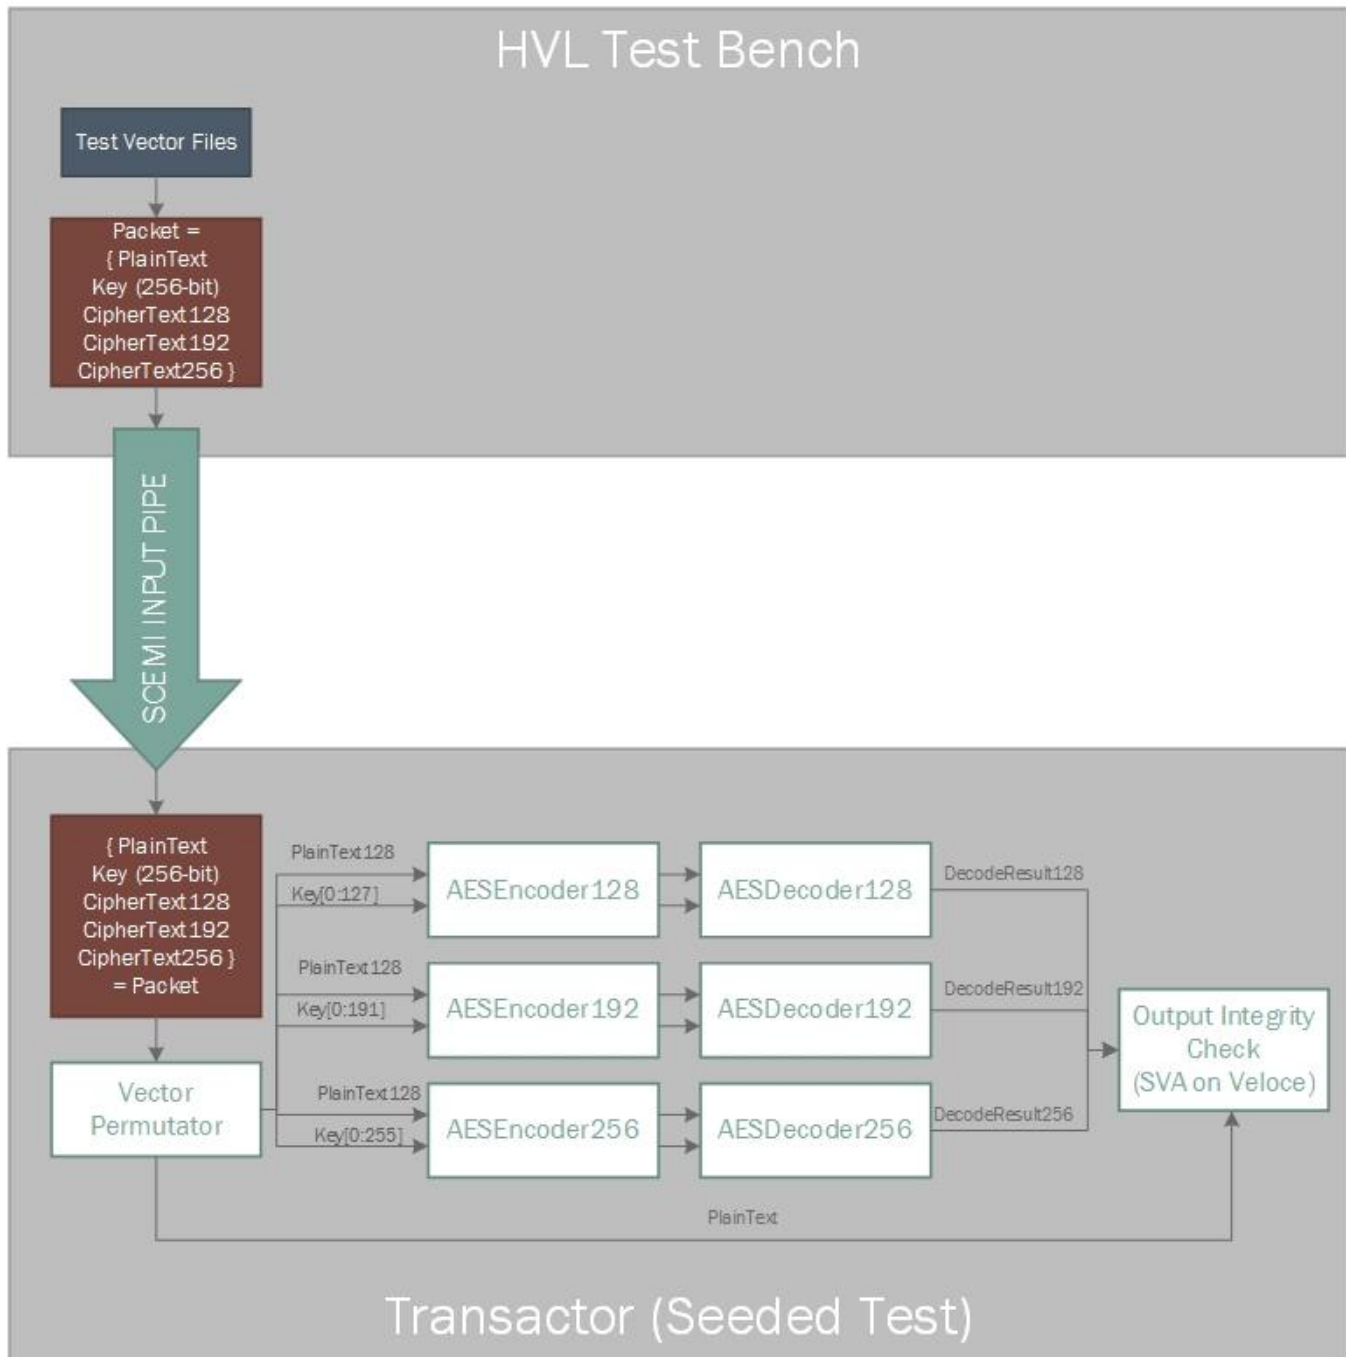 HVL Test Bench
Test Vector Files
Packet =
{ PlainText
Key (256-bit)
CipherText128
CipherText192
CipherText256 }
SCEMI INPUT PIPE
{ PlainText
Key (256-bit)
CipherText128
CipherText192
CipherText256 }
= Packet
Vector
Permutator
PlainText128
Key[0:127]
AESEncoder128
AESDecoder128
DecodeResult128
PlainText128
Key[0:191]
AESEncoder192
AESDecoder192
DecodeResult192
PlainText128
Key[0:255]
AESEncoder256
AESDecoder256
DecodeResult256
Output Integrity
Check
(SVA on Veloce)
PlainText
Transactor (Seeded Test)